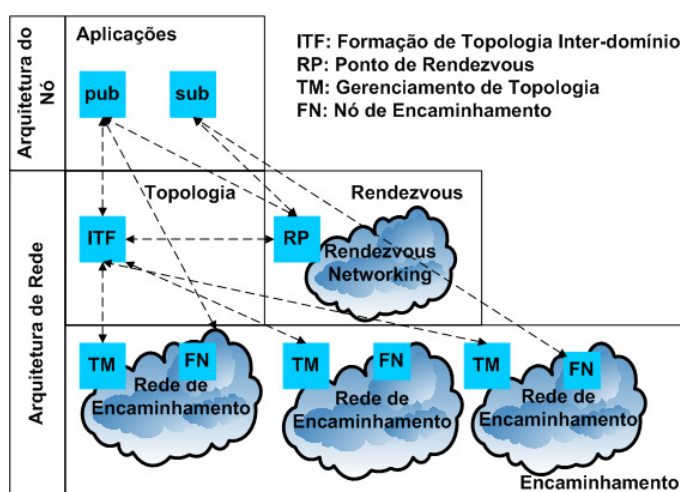 Arquitetura do Nó
Aplicações
pub
sub
ITF: Formação de Topologia Inter-domínio
RP: Ponto de Rendezvous
TM: Gerenciamento de Topologia
FN: Nó de Encaminhamento
Arquitetura de Rede
Topologia
ITF
Rendezvous
RP
Rendezvous
Networking
TM
FN
Rede de
Encaminhamento
TM
FN
Rede de
Encaminhamento
TM
FN
Rede de
Encaminhamento
Encaminhamento